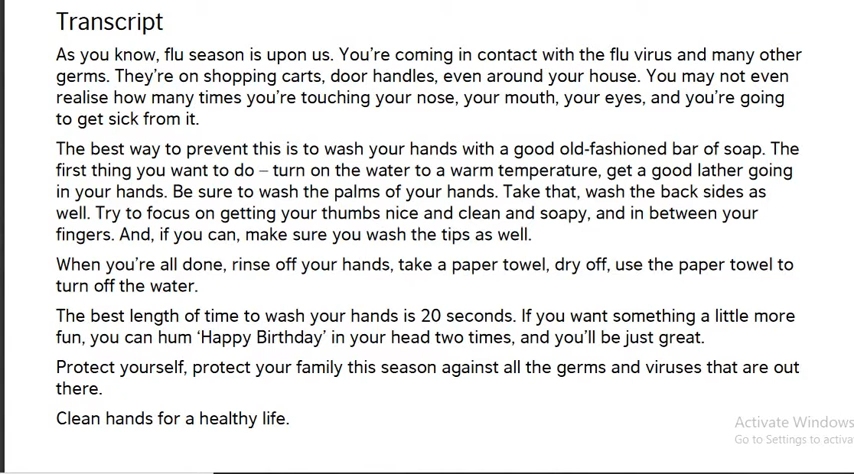 Transcript
As you know, flu season is upon us. You’re coming in contact with the flu virus and many other
germs. They’re on shopping carts, door handles, even around your house. You may not even
realise how many times you’re touching your nose, your mouth, your eyes, and you’re going
to get sick from it.
The best way to prevent this is to wash your hands with a good old-fashioned bar of soap. The
first thing you want to do – turn on the water to a warm temperature, get a good lather going
in your hands. Be sure to wash the palms of your hands. Take that, wash the back sides as
well. Try to focus on getting your thumbs nice and clean and soapy, and in between your
fingers. And, if you can, make sure you wash the tips as well.
When you’re all done, rinse off your hands, take a paper towel, dry off, use the paper towel to
turn off the water.
The best length of time to wash your hands is 20 seconds. If you want something a little more
fun, you can hum ‘Happy Birthday’ in your head two times, and you’ll be just great.
Protect yourself, protect your family this season against all the germs and viruses that are out
there.
Clean hands for a healthy life.
Activate Windows
Go to Settings to activa